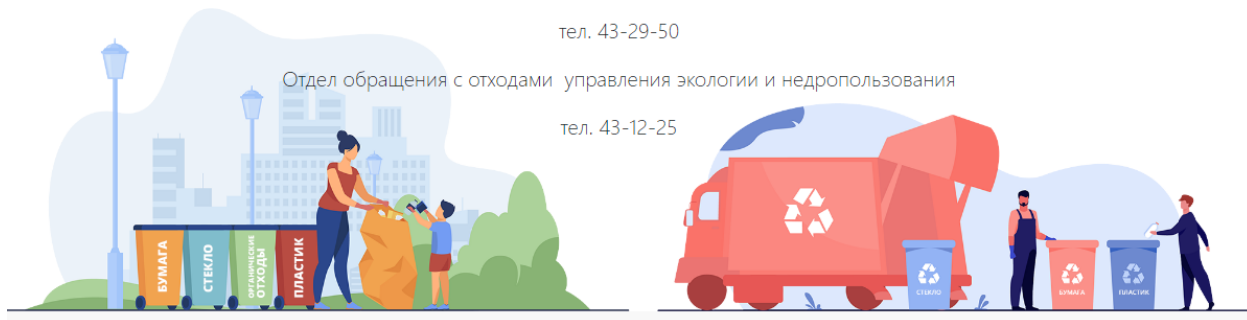 тел. 43-29-50
Отдел обращения с отходами управления экологии и недропользования
тел. 43-12-25
БУМАГА
СТЕКЛО
ОРГАНИЧЕСКИЕ
ОТХОДЫ
ПЛАСТИК
СТЕКЛО
БУМАГА
ПЛАСТИК